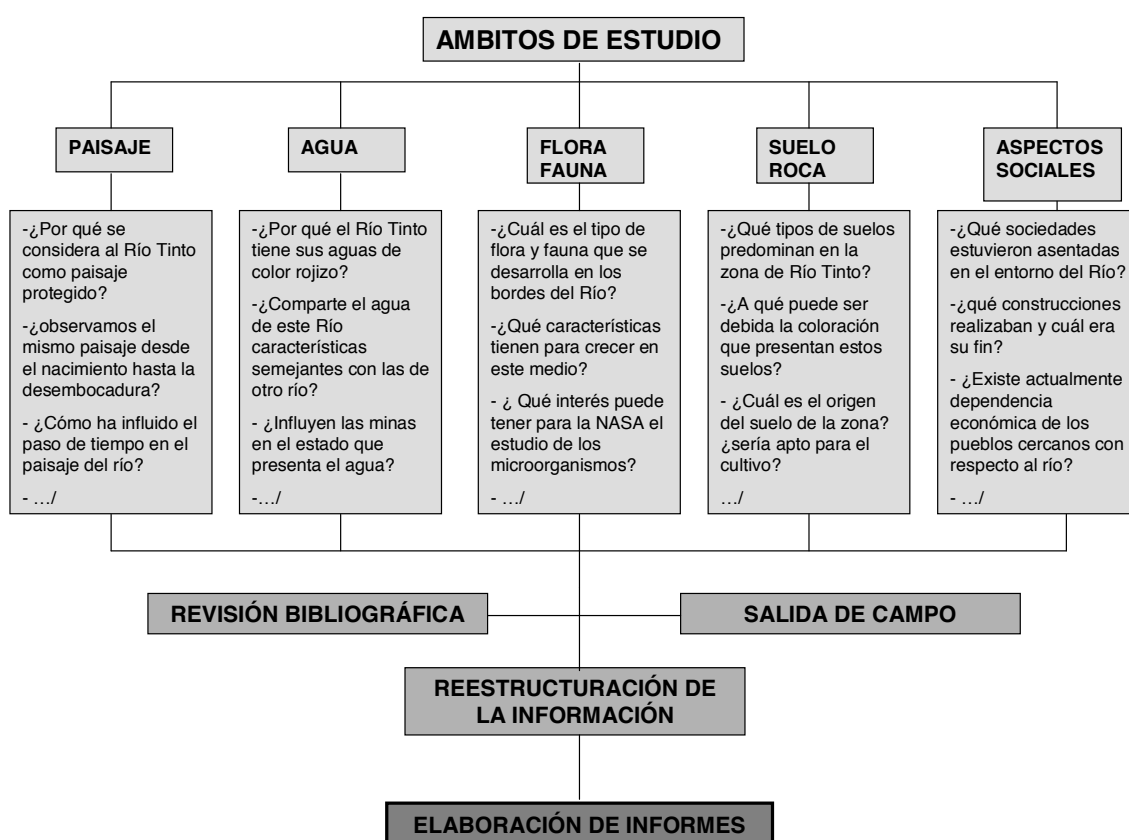 AMBITOS DE ESTUDIO
PAISAJE
-¿Por qué se
considera al Río Tinto
como paisaje
protegido?
-¿observamos el
mismo paisaje desde
el nacimiento hasta la
desembocadura?
- ¿Cómo ha influido el
paso de tiempo en el
paisaje del río?
- …/
AGUA
-¿Por qué el Río Tinto
tiene sus aguas de
color rojizo?
-¿Comparte el agua
de este Río
características
semejantes con las de
otro río?
- ¿Influyen las minas
en el estado que
presenta el agua?
-…/
FLORA
FAUNA
-¿Cuál es el tipo de
flora y fauna que se
desarrolla en los
bordes del Río?
-¿Qué características
tienen para crecer en
este medio?
- ¿ Qué interés puede
tener para la NASA el
estudio de los
microorganismos?
- …/
SUELO
ROCA
-¿Qué tipos de suelos
predominan en la
zona de Río Tinto?
-¿A qué puede ser
debida la coloración
que presentan estos
suelos?
- ¿Cuál es el origen
del suelo de la zona?
¿sería apto para el
cultivo?
…/
ASPECTOS
SOCIALES
-¿Qué sociedades
estuvieron asentadas
en el entorno del Río?
-¿qué construcciones
realizaban y cuál era
su fin?
- ¿Existe actualmente
dependencia
económica de los
pueblos cercanos con
respecto al río?
- …/
REVISIÓN BIBLIOGRÁFICA
SALIDA DE CAMPO
REESTRUCTURACIÓN DE
LA INFORMACIÓN
ELABORACIÓN DE INFORMES